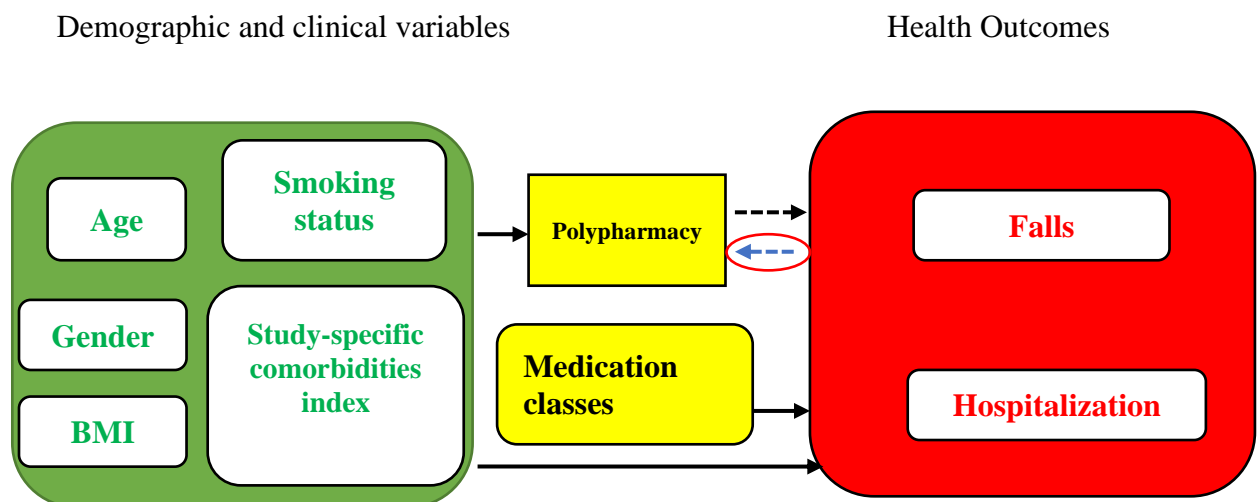 Demographic and clinical variables
Health Outcomes
Age
Smoking
status
Gender
BMI
Study-specific
comorbidities
index
Polypharmacy
Medication
classes
Falls
Hospitalization